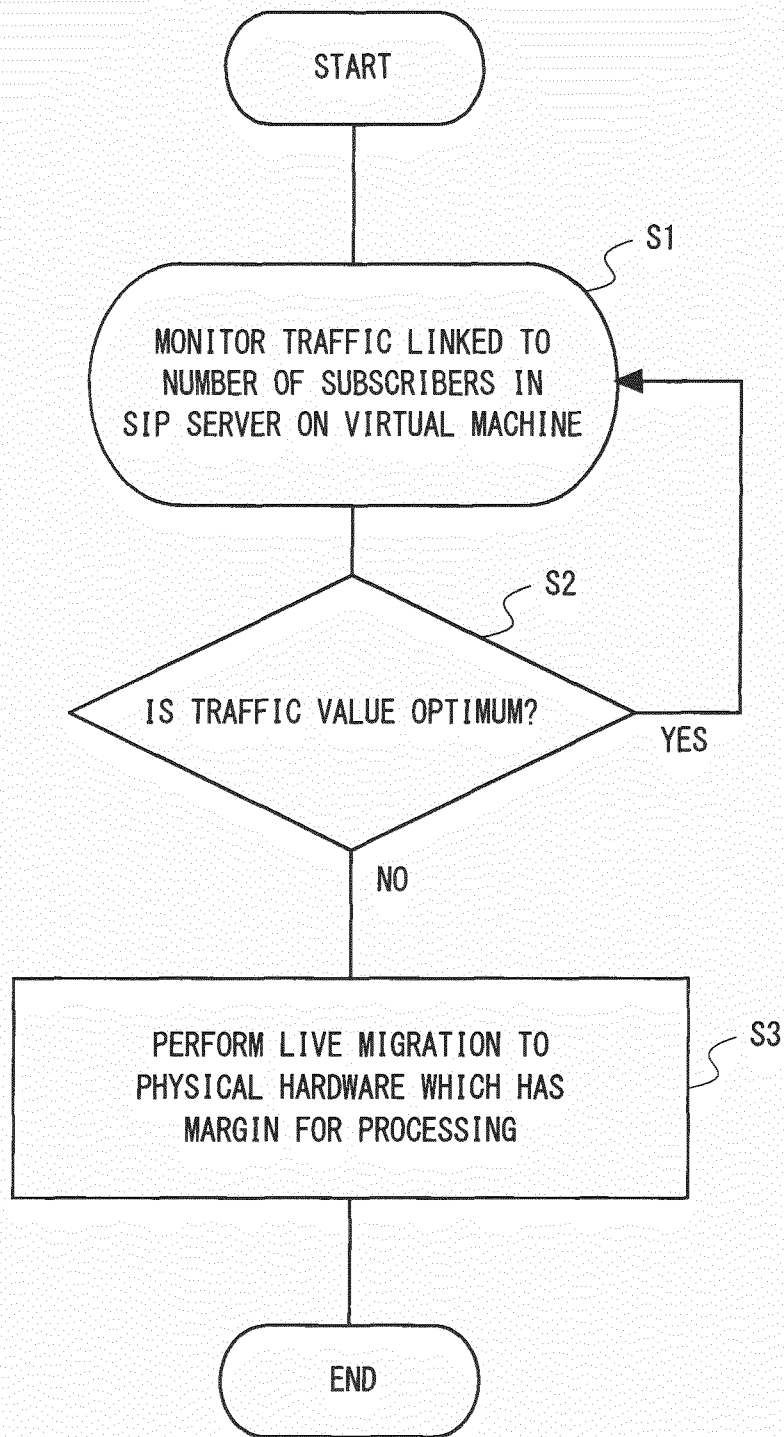 START
S1
MONITOR TRAFFIC LINKED TO
NUMBER OF SUBSCRIBERS IN
SIP SERVER ON VIRTUAL MACHINE
S2
IS TRAFFIC VALUE OPTIMUM?
YES
NO
S3
PERFORM LIVE MIGRATION TO
PHYSICAL HARDWARE WHICH HAS
MARGIN FOR PROCESSING
END